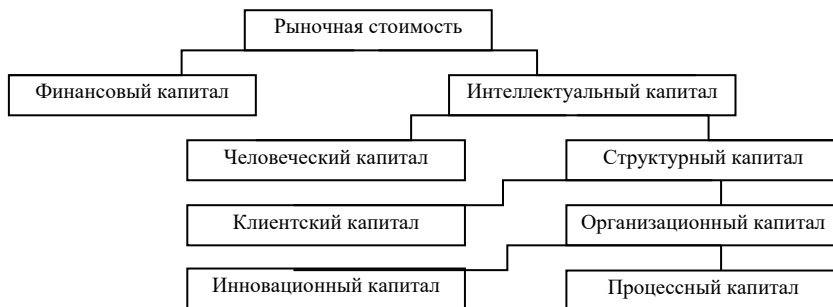 Рыночная стоимость
Финансовый капитал
Интеллектуальный капитал
Человеческий капитал
Структурный капитал
Клиентский капитал
Организационный капитал
Инновационный капитал
Процессный капитал